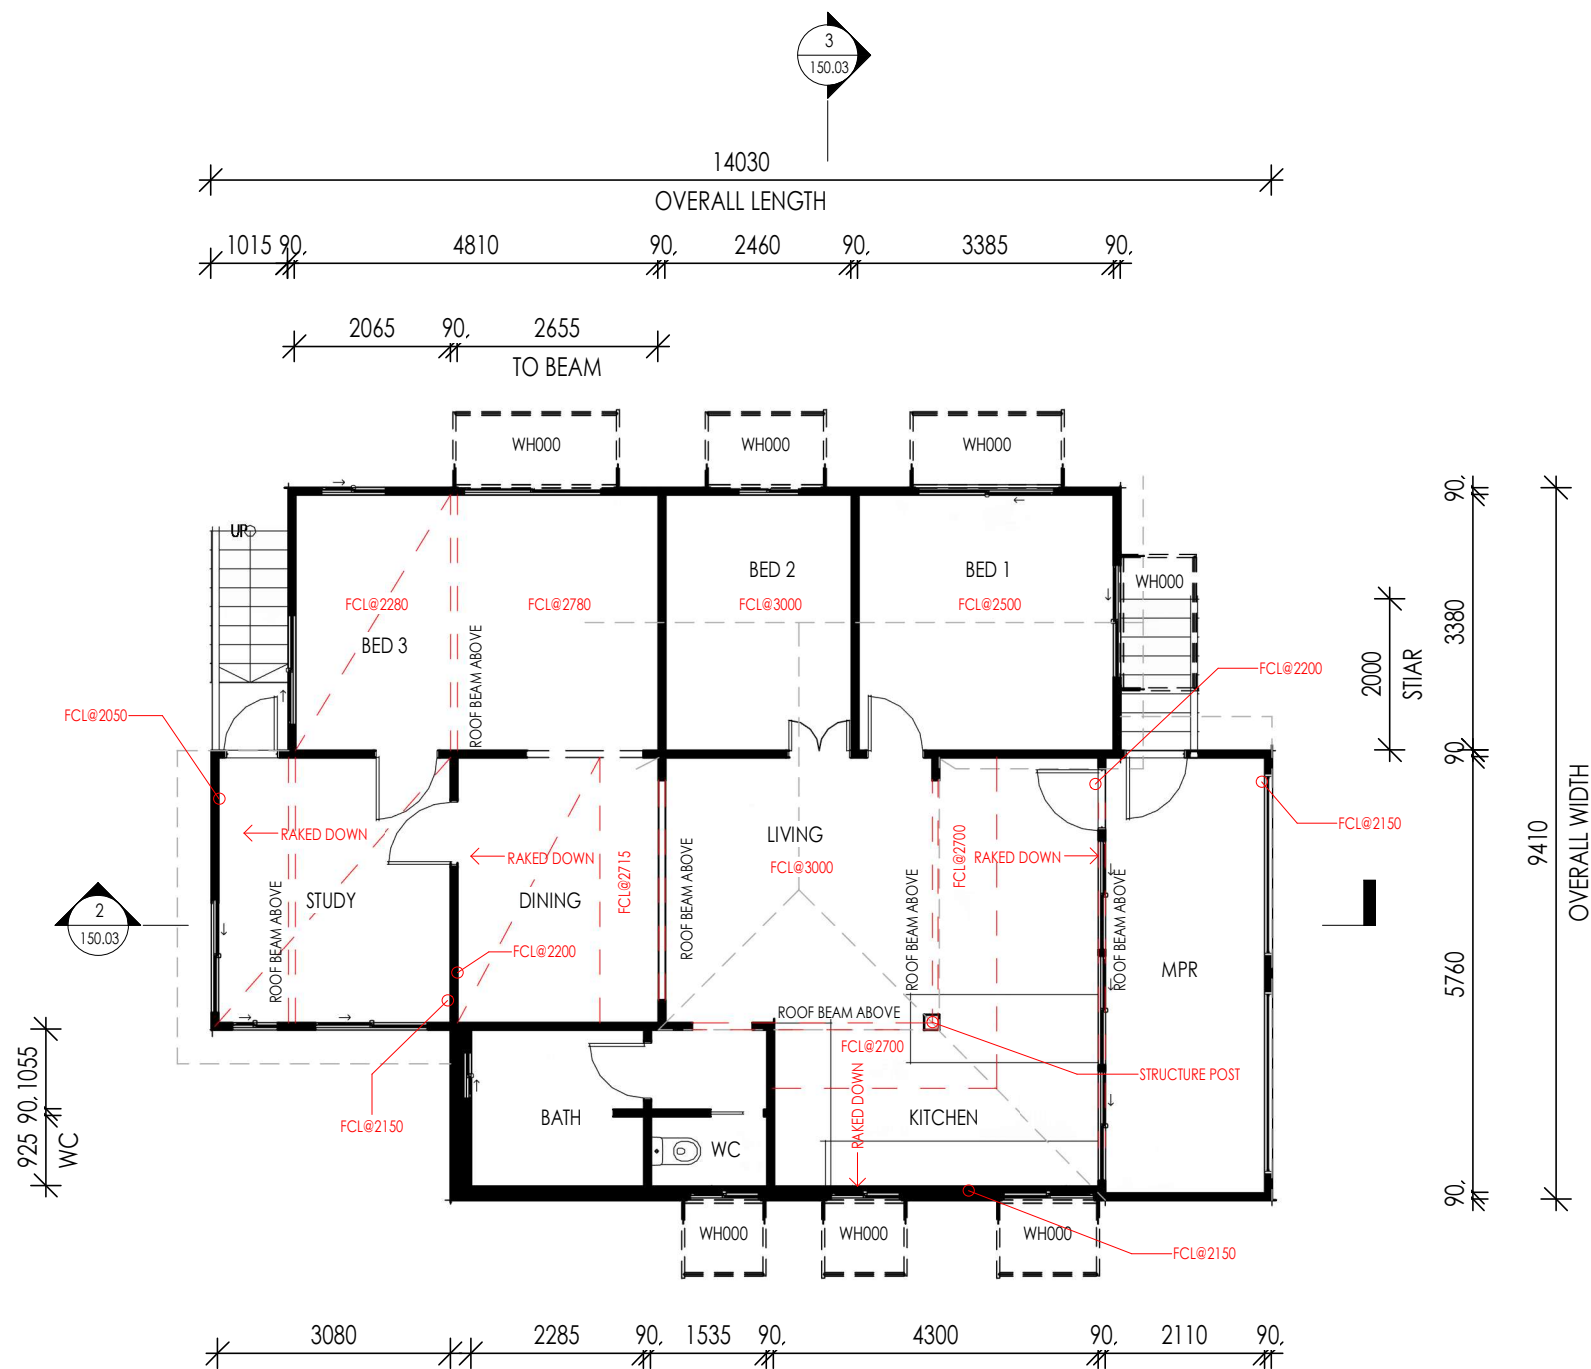 3
150.03
14030
OVERALL LENGTH
1015 90, 4810 90, 2460 90, 3385 90,
2065 90, 2655
TO BEAM
WH000 WH000 WH000
90,
UP
BED 2 BED 1
WH000
FCL@2280 FCL@2780 FCL@3000 FCL@2500
3380
BED 3
ROOF BEAM ABOVE
2000
STIAR
FCL@2200
FCL@2050
90,
RAKED DOWN
LIVING
FCL@2150
RAKED DOWN
FCL@2715
FCL@3000
FCL@2700
RAKED DOWN
9410
OVERALL WIDTH
STUDY
DINING
ROOF BEAM ABOVE
ROOF BEAM ABOVE
ROOF BEAM ABOVE
ROOF BEAM ABOVE
2
150.03
FCL@2200
MPR
5760
ROOF BEAM ABOVE
FCL@2700
STRUCTURE POST
925 90, 1055
WC
FCL@2150
BATH
WC
RAKED DOWN
KITCHEN
90,
WH000 WH000 WH000
FCL@2150
3080 2285 90, 1535 90, 4300 90, 2110 90,